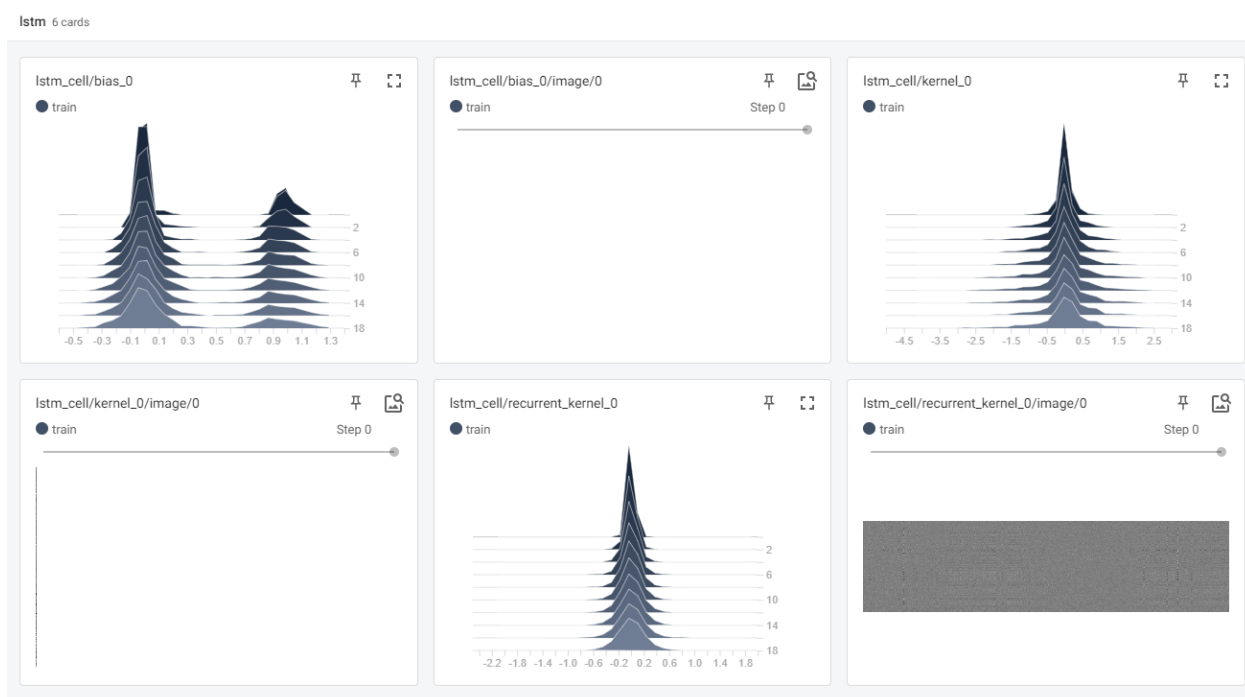 lstm 6 cards
lstm_cell/bias_0
train
2
6
10
14
18
-0.5 -0.3 -0.1 0.1 0.3 0.5 0.7 0.9 1.1 1.3
lstm_cell/bias_0/image/0
train Step 0
lstm_cell/kernel_0
train
2
6
10
14
18
-4.5 -3.5 -2.5 -1.5 -0.5 0.5 1.5 2.5
lstm_cell/kernel_0/image/0
train Step 0
lstm_cell/recurrent_kernel_0
train
2
6
10
14
18
-2.2 -1.8 -1.4 -1.0 -0.6 -0.2 0.2 0.6 1.0 1.4 1.8
lstm_cell/recurrent_kernel_0/image/0
train Step 0